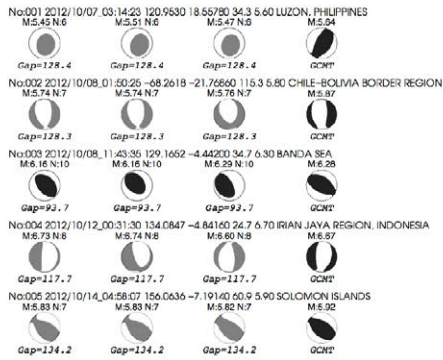 No:001 2012/10/07_03:14:23 120.9530 18.55780 34.3 5.60 LUZON, PHILIPPINES
M:5.45 N:6 M:5.51 N:6 M:5.47 N:6 M:5.64
Gap=128.4 Gap=128.4 Gap=128.4 GCMT
No:002 2012/10/08_01:50:25 -68.2618 -21.76860 115.3 5.80 CHILE-BOLIVIA BORDER REGION
M:5.74 N:7 M:5.74 N:7 M:5.76 N:7 M:5.87
Gap=128.3 Gap=128.3 Gap=128.3 GCMT
No:003 2012/10/08_11:43:35 129.1652 -4.44200 34.7 6.30 BANDA SEA
M:6.16 N:10 M:6.16 N:10 M:6.29 N:10 M:6.28
Gap=93.7 Gap=93.7 Gap=93.7 GCMT
No:004 2012/10/12_00:31:30 134.0847 -4.84160 24.7 6.70 IRIAN JAYA REGION, INDONESIA
M:6.73 N:8 M:6.74 N:8 M:6.60 N:8 M:6.67
Gap=117.7 Gap=117.7 Gap=117.7 GCMT
No:005 2012/10/14_04:58:07 156.0636 -7.19140 60.9 5.90 SOLOMON ISLANDS
M:5.83 N:7 M:5.83 N:7 M:5.82 N:7 M:5.92
Gap=134.2 Gap=134.2 Gap=134.2 GCMT